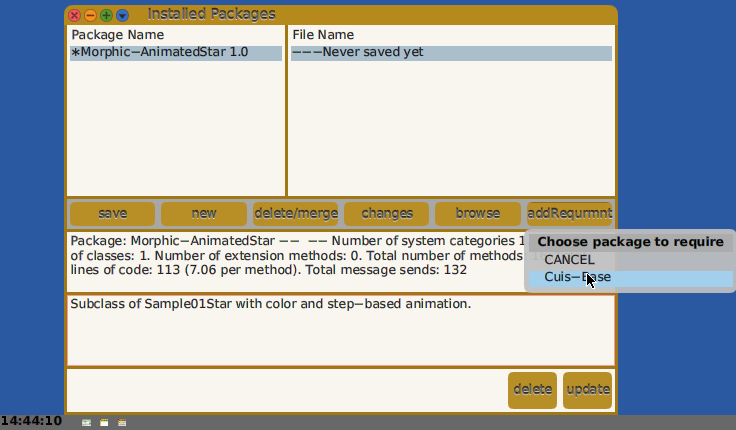 Installed Packages
Package Name
File Name
*Morphic−AnimatedStar 1.0
−−−Never saved yet
save
new
delete/merge
changes
browse
addRequrmnt
Package: Morphic−AnimatedStar −− −− Number of system categories 1
of classes: 1. Number of extension methods: 0. Total number of methods:
lines of code: 113 (7.06 per method). Total message sends: 132
Choose package to require
CANCEL
Cuis−Base
Subclass of Sample01Star with color and step−based animation.
delete
update
14:44:10